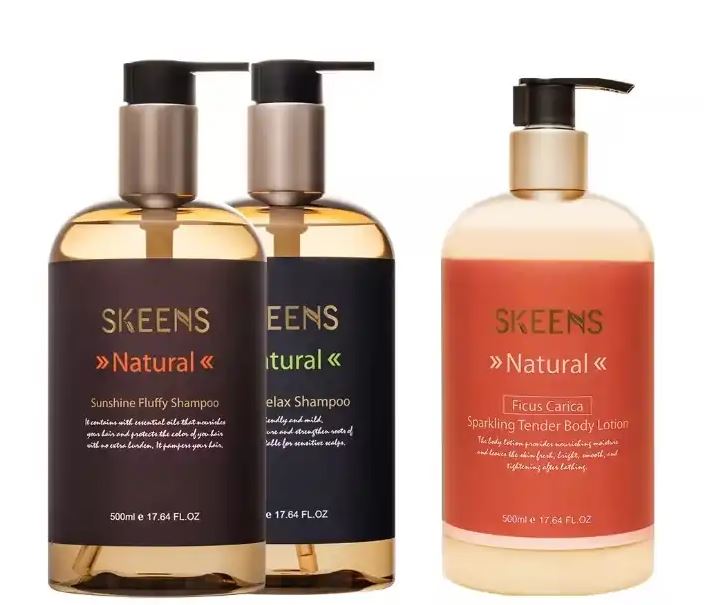 SKEENS
»Natural«
Sunshine Fluffy Shampoo
It contains with essential oils that nourishes
your hair and protects the color of you hair
with no extra burden. It pampers your hair.
500ml e 17.64 FL.OZ
EENS
tural «
elax Shampoo
endly and mild,
ure and strengthen roots of
table for sensitive scalps.
e 17.64 FL.OZ
SKEENS
»Natural«
Ficus Carica
Sparkling Tender Body Lotion
The body lotion provides nourishing moisture
and leaves the skin fresh, bright, smooth, and
tightening after bathing.
500ml e 17.64 FL.OZ